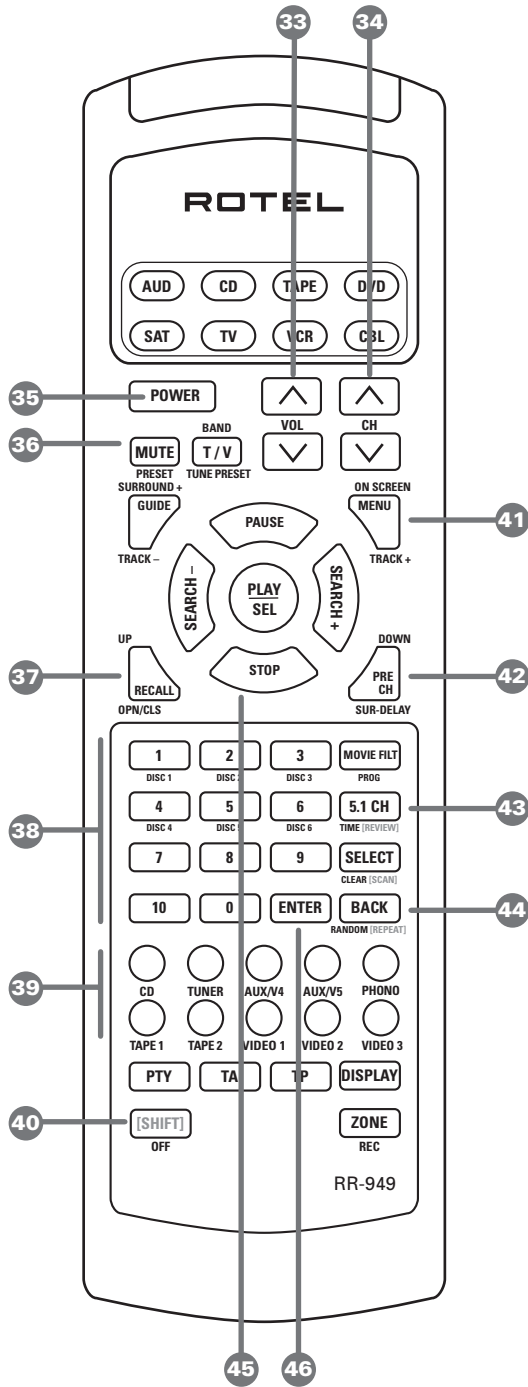 33 34
ROTEL
AUD CD TAPE DVD
SAT TV VCR CBL
35 POWER
BAND VOL CH
36 MUTE T / V
PRESET TUNE PRESET
SURROUND + ON SCREEN
GUIDE PAUSE MENU 41
TRACK – TRACK +
SEARCH – PLAY SEARCH +
SEL
UP DOWN
37 RECALL STOP PRE CH 42
OPN/CLS SUR-DELAY
38
1 2 3 MOVIE FILT
DISC 1 DISC 2 DISC 3 PROG
4 5 6 5.1 CH 43
DISC 4 DISC 5 DISC 6 TIME [REVIEW]
7 8 9 SELECT
CLEAR [SCAN]
10 0 ENTER BACK 44
RANDOM [REPEAT]
39
CD TUNER AUX/V4 AUX/V5 PHONO
TAPE 1 TAPE 2 VIDEO 1 VIDEO 2 VIDEO 3
PTY TA TP DISPLAY
40 [SHIFT] ZONE
OFF REC
RR-949
45 46